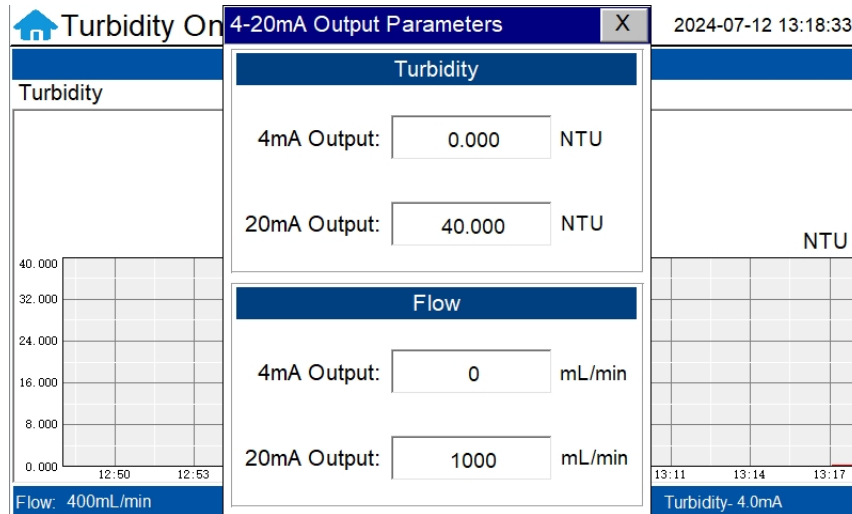 Turbidity On
4-20mA Output Parameters
X
2024-07-12 13:18:33
Turbidity
Turbidity
4mA Output: 0.000 NTU
20mA Output: 40.000 NTU
NTU
Flow
4mA Output: 0 mL/min
20mA Output: 1000 mL/min
40.000
32.000
24.000
16.000
8.000
0.000
12:50 12:53 13:11 13:14 13:17
Flow: 400mL/min
Turbidity- 4.0mA